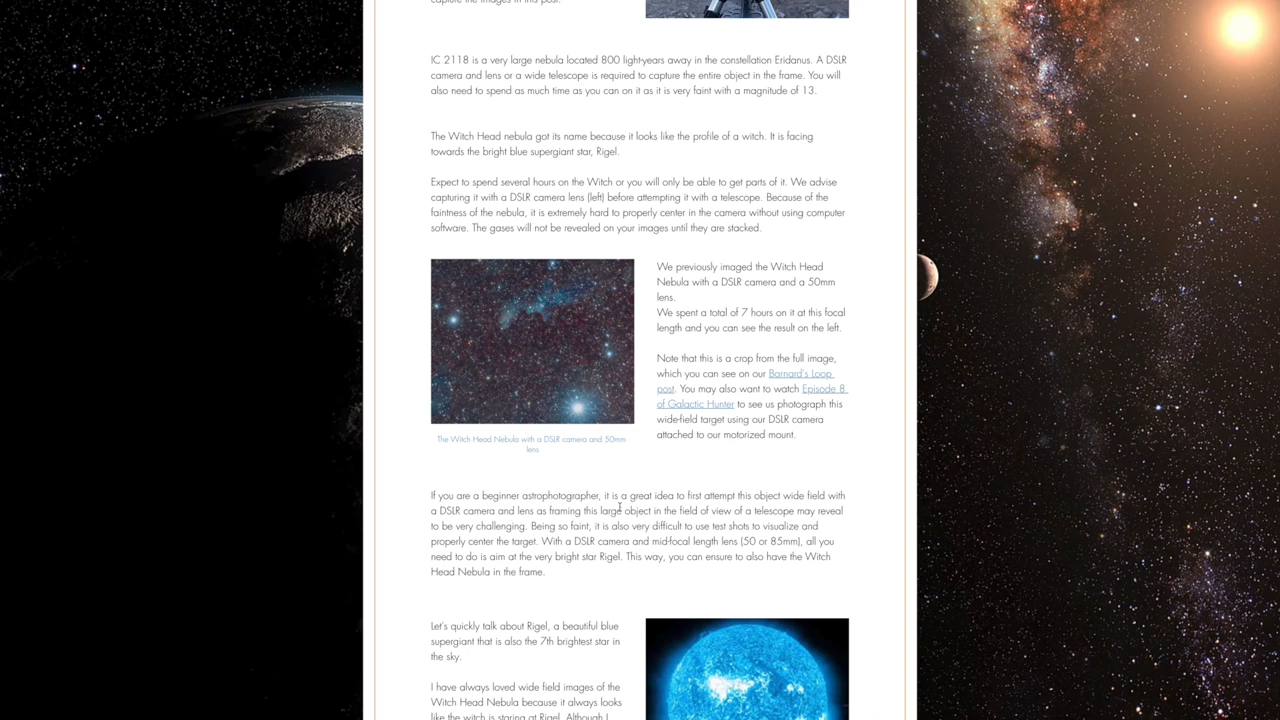 capture the images in this post.
IC 2118 is a very large nebula located 800 light-years away in the constellation Eridanus. A DSLR
camera and lens or a wide telescope is required to capture the entire object in the frame. You will
also need to spend as much time as you can on it as it is very faint with a magnitude of 13.
The Witch Head nebula got its name because it looks like the profile of a witch. It is facing
towards the bright blue supergiant star, Rigel.
Expect to spend several hours on the Witch or you will only be able to get parts of it. We advise
capturing it with a DSLR camera lens (left) before attempting it with a telescope. Because of the
faintness of the nebula, it is extremely hard to properly center in the camera without using computer
software. The gases will not be revealed on your images until they are stacked.
We previously imaged the Witch Head
Nebula with a DSLR camera and a 50mm
lens.
We spent a total of 7 hours on it at this focal
length and you can see the result on the left.
Note that this is a crop from the full image,
which you can see on our Barnard's Loop
post. You may also want to watch Episode 8
of Galactic Hunter to see us photograph this
wide-field target using our DSLR camera
attached to our motorized mount.
The Witch Head Nebula with a DSLR camera and 50mm
lens
If you are a beginner astrophotographer, it is a great idea to first attempt this object wide field with
a DSLR camera and lens as framing this large object in the field of view of a telescope may reveal
to be very challenging. Being so faint, it is also very difficult to use test shots to visualize and
properly center the target. With a DSLR camera and mid-focal length lens (50 or 85mm), all you
need to do is aim at the very bright star Rigel. This way, you can ensure to also have the Witch
Head Nebula in the frame.
Let's quickly talk about Rigel, a beautiful blue
supergiant that is also the 7th brightest star in
the sky.
I have always loved wide field images of the
Witch Head Nebula because it always looks
like the witch is staring at Rigel. Although I